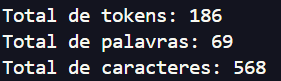 Total de tokens: 186
Total de palavras: 69
Total de caracteres: 568